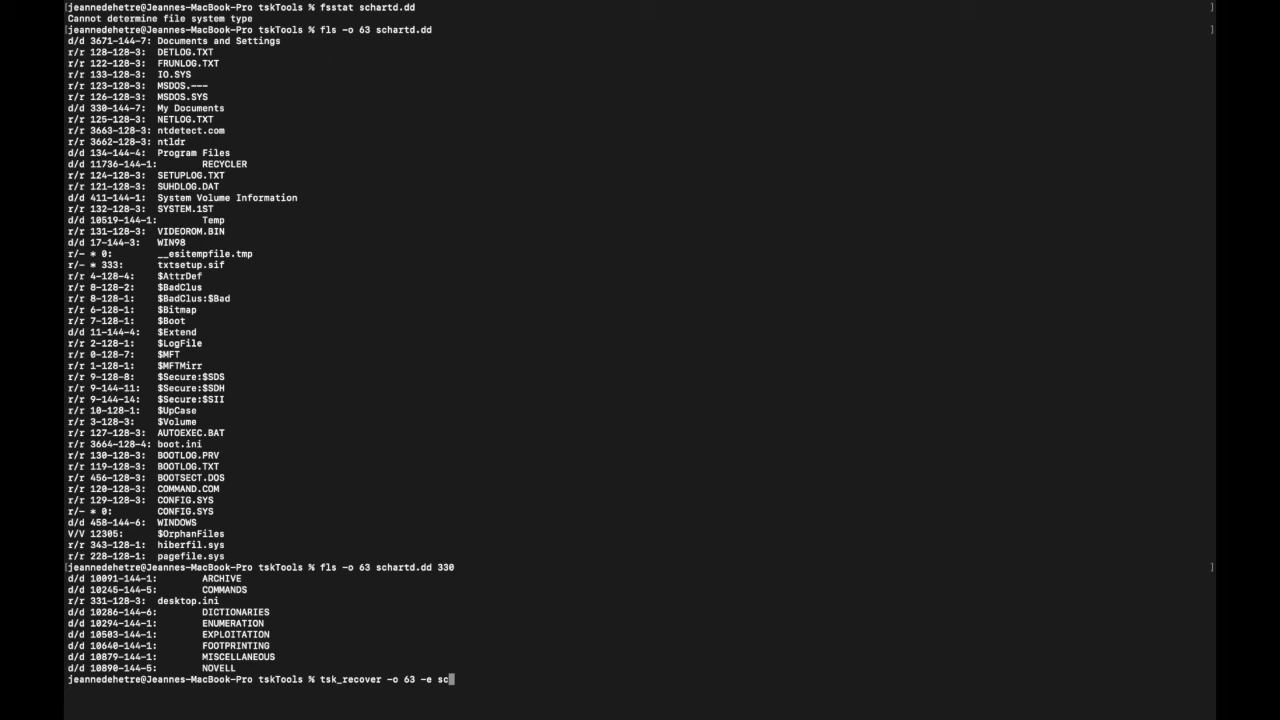 jeannedehetre@Jeannes-MacBook-Pro tskTools % fsstat schartd.dd
Cannot determine file system type
[jeannedehetre@Jeannes-MacBook-Pro tskTools % fls -o 63 schartd.dd ]
d/d 3671-144-7: Documents and Settings
r/r 128-128-3: DETLOG.TXT
r/r 122-128-3: FRUNLOG.TXT
r/r 133-128-3: IO.SYS
r/r 123-128-3: MSDOS.---
r/r 126-128-3: MSDOS.SYS
d/d 330-144-7: My Documents
r/r 125-128-3: NETLOG.TXT
r/r 3663-128-3: ntdetect.com
r/r 3662-128-3: ntldr
d/d 134-144-4: Program Files
d/d 11736-144-1: RECYCLER
r/r 124-128-3: SETUPLOG.TXT
r/r 121-128-3: SUHDLOG.DAT
d/d 411-144-1: System Volume Information
r/r 132-128-3: SYSTEM.1ST
d/d 10519-144-1: Temp
r/r 131-128-3: VIDEOROM.BIN
d/d 17-144-3: WIN98
r/- * 0: __esitempfile.tmp
r/- * 333: txtsetup.sif
r/r 4-128-4: $AttrDef
r/r 8-128-2: $BadClus
r/r 8-128-1: $BadClus:$Bad
r/r 6-128-1: $Bitmap
r/r 7-128-1: $Boot
d/d 11-144-4: $Extend
r/r 2-128-1: $LogFile
r/r 0-128-7: $MFT
r/r 1-128-1: $MFTMirr
r/r 9-128-8: $Secure:$SDS
r/r 9-144-11: $Secure:$SDH
r/r 9-144-14: $Secure:$SII
r/r 10-128-1: $UpCase
r/r 3-128-3: $Volume
r/r 127-128-3: AUTOEXEC.BAT
r/r 3664-128-4: boot.ini
r/r 130-128-3: BOOTLOG.PRV
r/r 119-128-3: BOOTLOG.TXT
r/r 456-128-3: BOOTSECT.DOS
r/r 120-128-3: COMMAND.COM
r/r 129-128-3: CONFIG.SYS
r/- * 0: CONFIG.SYS
d/d 458-144-6: WINDOWS
V/V 12305: $OrphanFiles
r/r 343-128-1: hiberfil.sys
r/r 228-128-1: pagefile.sys
[jeannedehetre@Jeannes-MacBook-Pro tskTools % fls -o 63 schartd.dd 330 ]
d/d 10091-144-1: ARCHIVE
d/d 10245-144-5: COMMANDS
r/r 331-128-3: desktop.ini
d/d 10286-144-6: DICTIONARIES
d/d 10294-144-1: ENUMERATION
d/d 10503-144-1: EXPLOITATION
d/d 10640-144-1: FOOTPRINTING
d/d 10879-144-1: MISCELLANEOUS
d/d 10890-144-5: NOVELL
jeannedehetre@Jeannes-MacBook-Pro tskTools % tsk_recover -o 63 -e sc